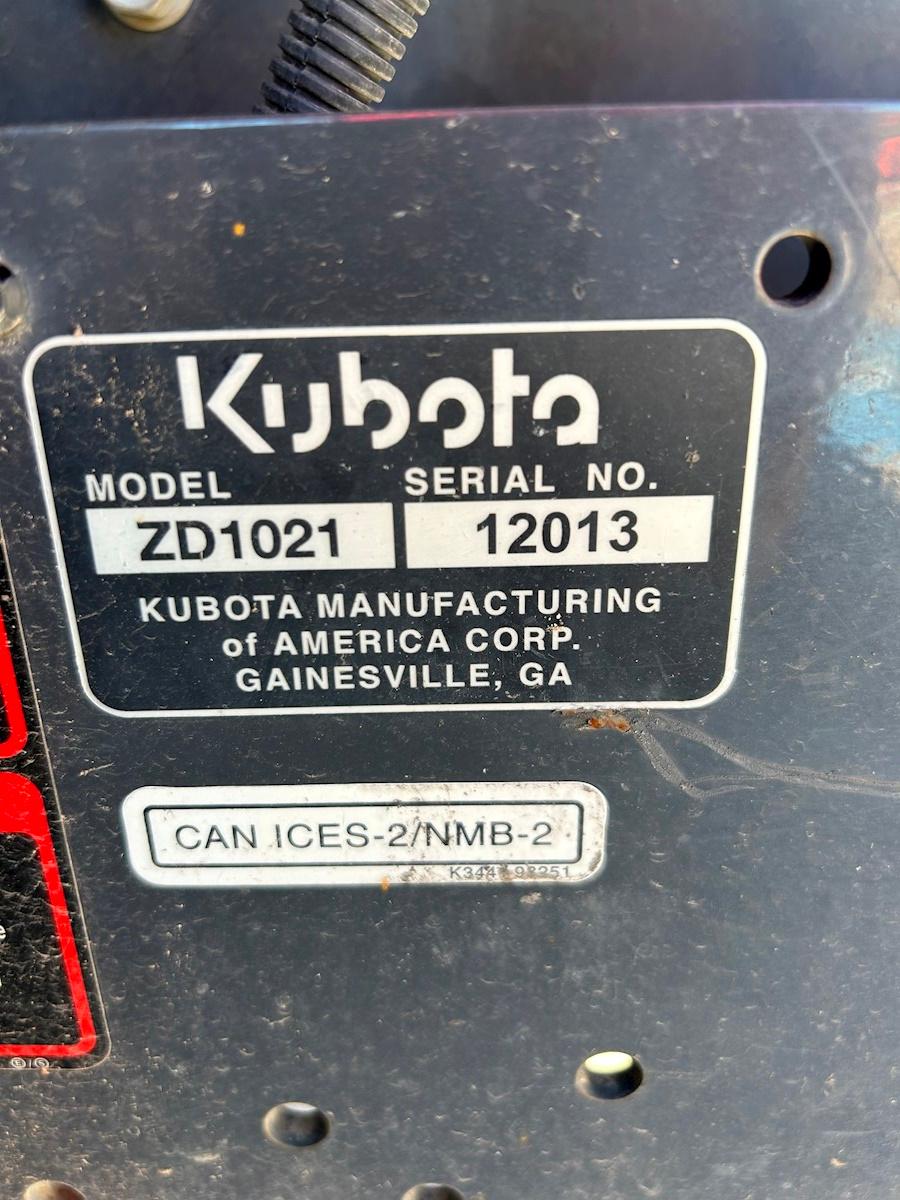 Kubota
MODEL SERIAL NO.
ZD1021 12013
KUBOTA MANUFACTURING
of AMERICA CORP.
GAINESVILLE, GA
CAN ICES-2/NMB-2